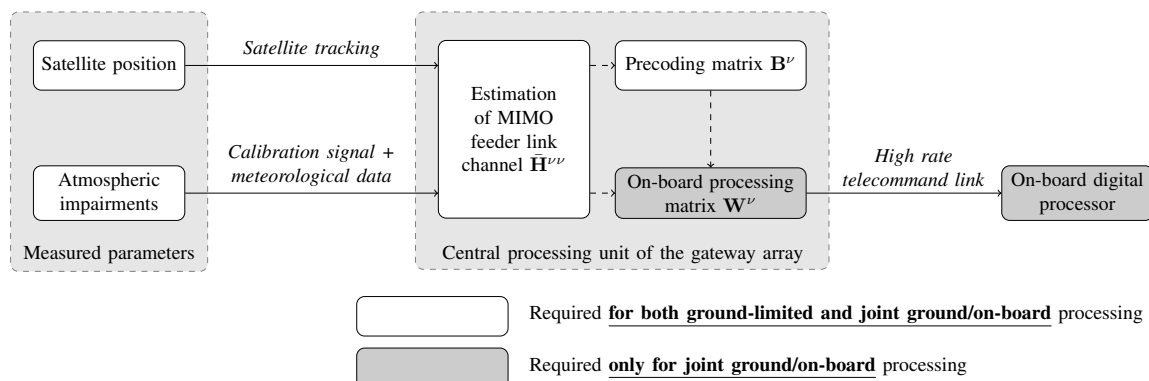 Satellite position
Satellite tracking
Precoding matrix B^ν
Estimation
of MIMO
feeder link
channel H̄^νν
Atmospheric
impairments
Calibration signal +
meteorological data
On-board processing
matrix W^ν
High rate
telecommand link
On-board digital
processor
Measured parameters
Central processing unit of the gateway array
Required for both ground-limited and joint ground/on-board processing
Required only for joint ground/on-board processing